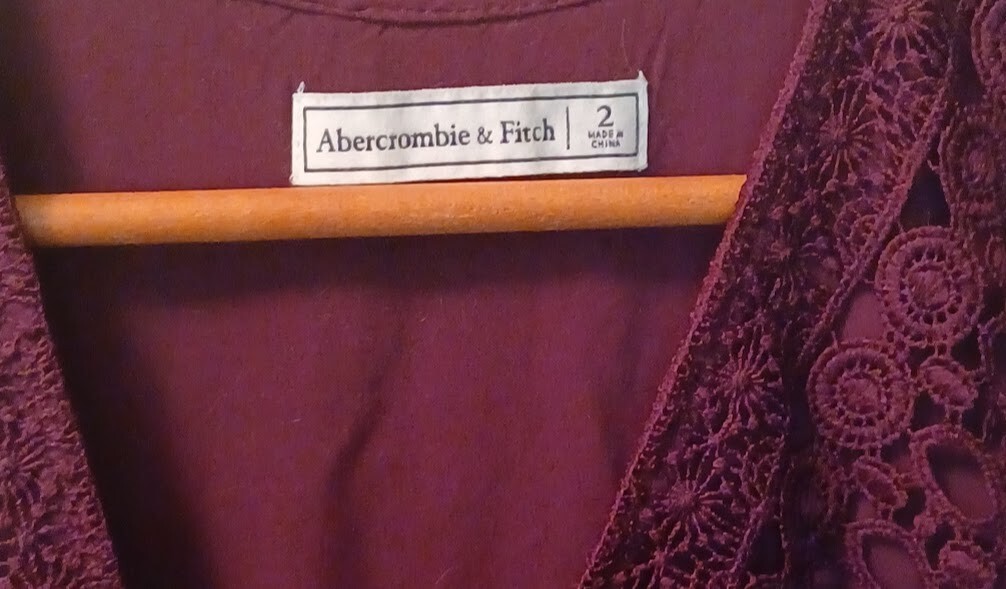 Abercrombie & Fitch | 2
MADE IN
CHINA